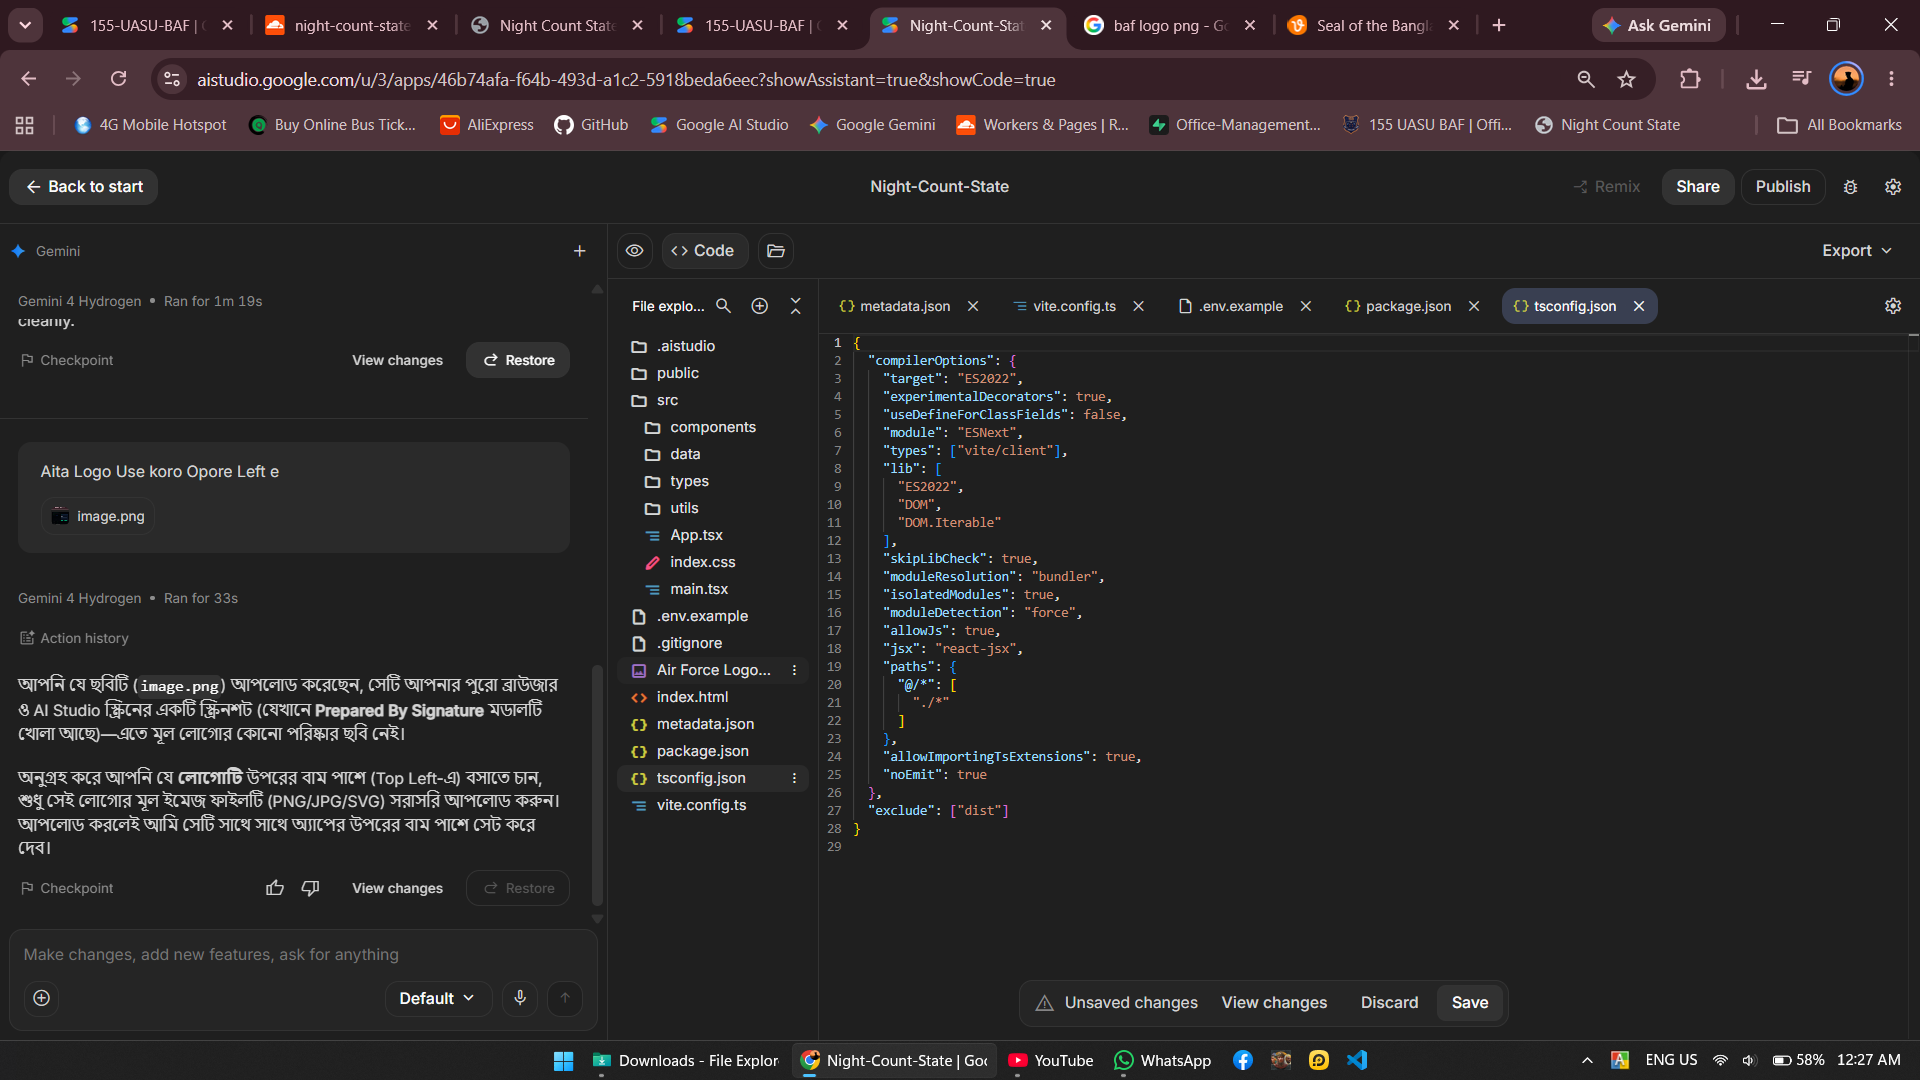 155-UASU-BAF |
night-count-state
Night Count State
155-UASU-BAF |
Night-Count-Stat
baf logo png - Go
Seal of the Bangla
Ask Gemini
aistudio.google.com/u/3/apps/46b74afa-f64b-493d-a1c2-5918beda6eec?showAssistant=true&showCode=true
4G Mobile Hotspot
Buy Online Bus Tick...
AliExpress
GitHub
Google AI Studio
Google Gemini
Workers & Pages | R...
Office-Management...
155 UASU BAF | Offi...
Night Count State
All Bookmarks
Back to start
Night-Count-State
Remix
Share
Publish
Gemini
Code
Export
Gemini 4 Hydrogen • Ran for 1m 19s
cleanly.
Checkpoint
View changes
Restore
Aita Logo Use koro Opore Left e
image.png
Gemini 4 Hydrogen • Ran for 33s
Action history
আপনি যে ছবিটি (image.png) আপলোড করেছেন, সেটি আপনার পুরো ব্রাউজার
ও AI Studio স্ক্রিনের একটি স্ক্রিনশট (যেখানে Prepared By Signature মডালটি
খোলা আছে)—এতে মূল লোগোর কোনো পরিষ্কার ছবি নেই।
অনুগ্রহ করে আপনি যে লোগোটি উপরের বাম পাশে (Top Left-এ) বসাতে চান,
শুধু সেই লোগোর মূল ইমেজ ফাইলটি (PNG/JPG/SVG) সরাসরি আপলোড করুন।
আপলোড করলেই আমি সেটি সাথে সাথে অ্যাপের উপরের বাম পাশে সেট করে
দেব।
Checkpoint
View changes
Restore
Make changes, add new features, ask for anything
Default
File explo...
.aistudio
public
src
components
data
types
utils
App.tsx
index.css
main.tsx
.env.example
.gitignore
Air Force Logo...
index.html
metadata.json
package.json
tsconfig.json
vite.config.ts
{} metadata.json
vite.config.ts
.env.example
{} package.json
{} tsconfig.json
1 {
2 "compilerOptions": {
3 "target": "ES2022",
4 "experimentalDecorators": true,
5 "useDefineForClassFields": false,
6 "module": "ESNext",
7 "types": ["vite/client"],
8 "lib": [
9 "ES2022",
10 "DOM",
11 "DOM.Iterable"
12 ],
13 "skipLibCheck": true,
14 "moduleResolution": "bundler",
15 "isolatedModules": true,
16 "moduleDetection": "force",
17 "allowJs": true,
18 "jsx": "react-jsx",
19 "paths": {
20 "@/*": [
21 "./*"
22 ]
23 },
24 "allowImportingTsExtensions": true,
25 "noEmit": true
26 },
27 "exclude": ["dist"]
28 }
29
Unsaved changes
View changes
Discard
Save
Downloads - File Explor
Night-Count-State | Goo
YouTube
WhatsApp
ENG US
58%
12:27 AM